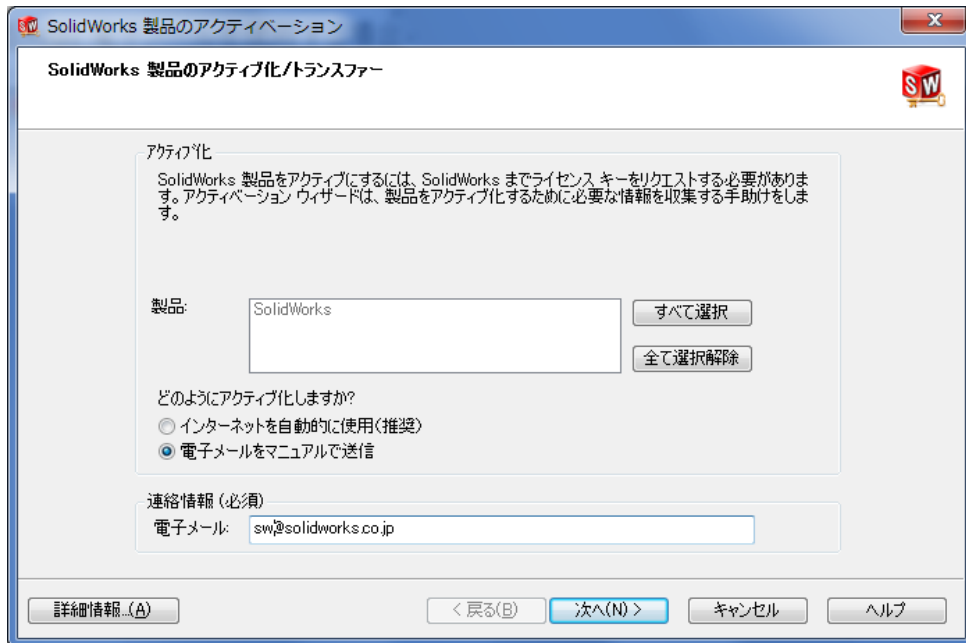 SolidWorks 製品のアクティベーション
SolidWorks 製品のアクティブ化/トランスファー
SW
アクティブ化
SolidWorks 製品をアクティブにするには、SolidWorks までライセンス キーをリクエストする必要がありま
す。アクティベーション ウィザードは、製品をアクティブ化するために必要な情報を収集する手助けをしま
す。
製品:
SolidWorks
すべて選択
全て選択解除
どのようにアクティブ化しますか?
インターネットを自動的に使用(推奨)
電子メールをマニュアルで送信
連絡情報 (必須)
電子メール:
sw@solidworks.co.jp
詳細情報...(A)
< 戻る(B)
次へ(N) >
キャンセル
ヘルプ